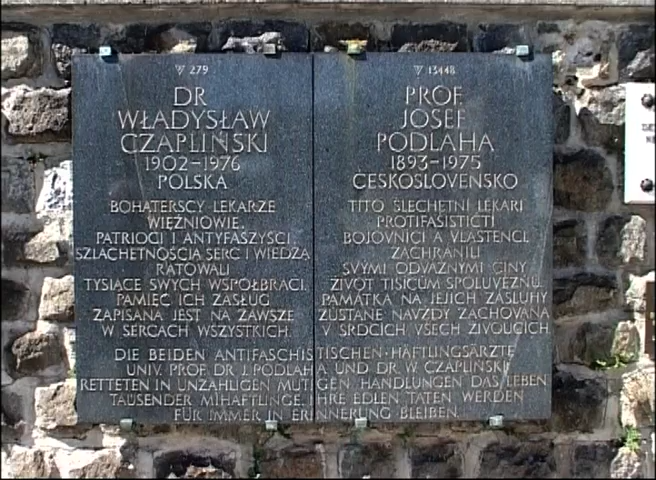 ▽ 279
DR
WŁADYSŁAW
CZAPLIŃSKI
1902-1976
POLSKA
BOHATERSCY LEKARZE
WIĘŹNIOWIE.
PATRIOCI I ANTYFASZYŚCI
SZLACHETNOŚCIĄ SERC I WIEDZĄ
RATOWALI
TYSIĄCE SWYCH WSPÓŁBRACI.
PAMIĘĆ ICH ZASŁUG
ZAPISANA JEST NA ZAWSZE
W SERCACH WSZYSTKICH.
▽ 13448
PROF.
JOSEF
PODLAHA
1893-1975
ČESKOSLOVENSKO
TITO ŠLECHETNÍ LÉKAŘI
PROTIFAŠISTIČTÍ
BOJOVNÍCI A VLASTENCI,
ZACHRÁNILI
SVÝMI ODVÁŽNÝMI ČINY
ŽIVOT TISÍCŮM SPOLUVĚZŇŮ.
PAMÁTKA NA JEJICH ZÁSLUHY
ZŮSTANE NAVŽDY ZACHOVÁNA
V SRDCÍCH VŠECH ŽIVOUCÍCH.
DIE BEIDEN ANTIFASCHISTISCHEN HÄFTLINGSÄRZTE
UNIV. PROF. DR J. PODLAHA UND DR. W. CZAPLIŃSKI
RETTETEN IN UNZÄHLIGEN MUTIGEN HANDLUNGEN DAS LEBEN
TAUSENDER MIHÄFTLINGE. IHRE EDLEN TATEN WERDEN
FÜR IMMER IN ERINNERUNG BLEIBEN.